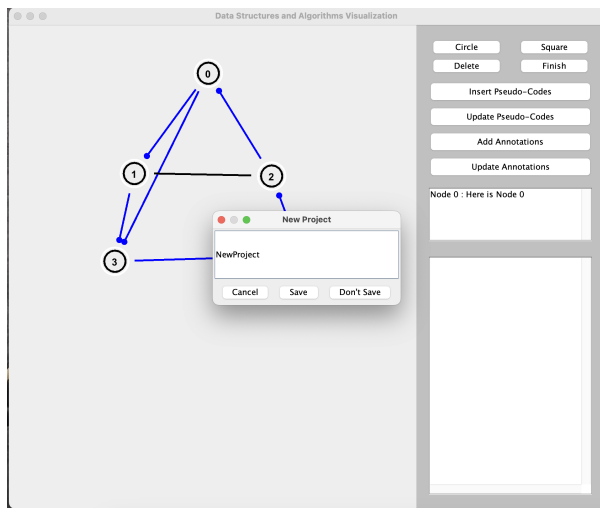 Data Structures and Algorithms Visualization
Circle
Square
Delete
Finish
Insert Pseudo-Codes
Update Pseudo-Codes
Add Annotations
Update Annotations
Node 0 : Here is Node 0
0
1
2
3
New Project
NewProject
Cancel
Save
Don't Save